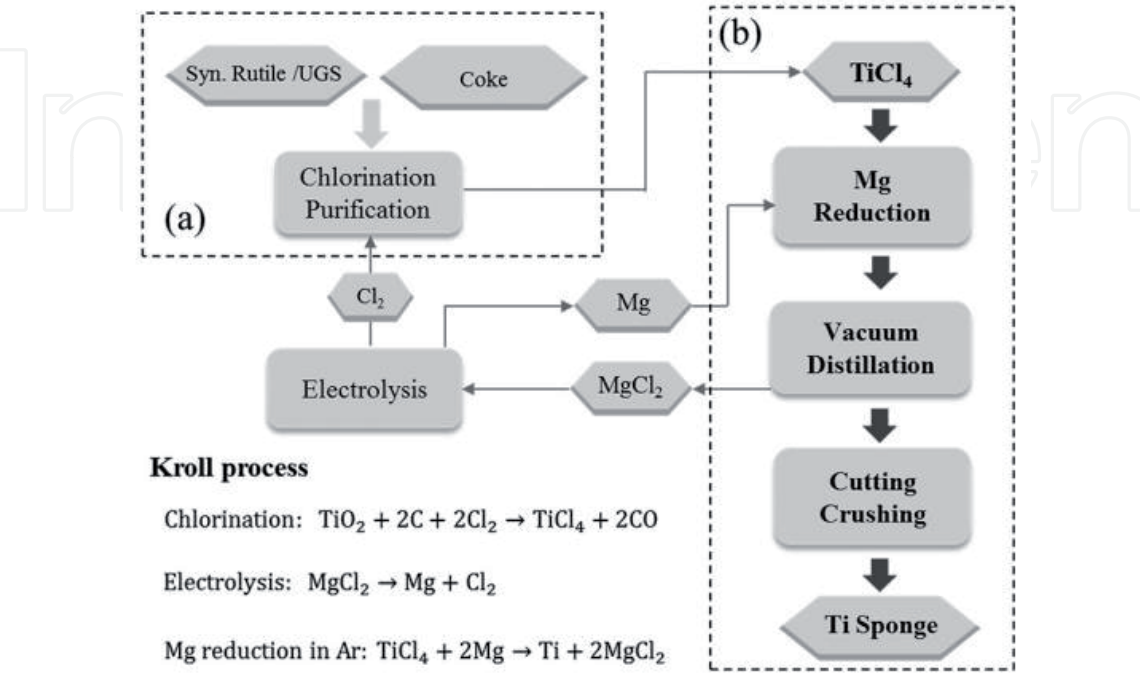 (a)
Syn. Rutile /UGS
Coke
Chlorination
Purification
Cl₂
Electrolysis
Mg
MgCl₂
(b)
TiCl₄
Mg
Reduction
Vacuum
Distillation
Cutting
Crushing
Ti Sponge
Kroll process
Chlorination: TiO₂ + 2C + 2Cl₂ → TiCl₄ + 2CO
Electrolysis: MgCl₂ → Mg + Cl₂
Mg reduction in Ar: TiCl₄ + 2Mg → Ti + 2MgCl₂